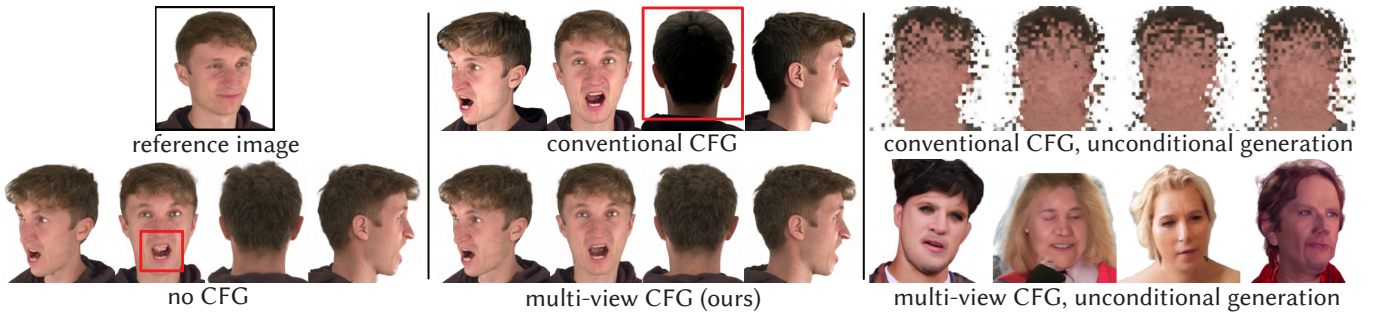 reference image
no CFG
conventional CFG
multi-view CFG (ours)
conventional CFG, unconditional generation
multi-view CFG, unconditional generation